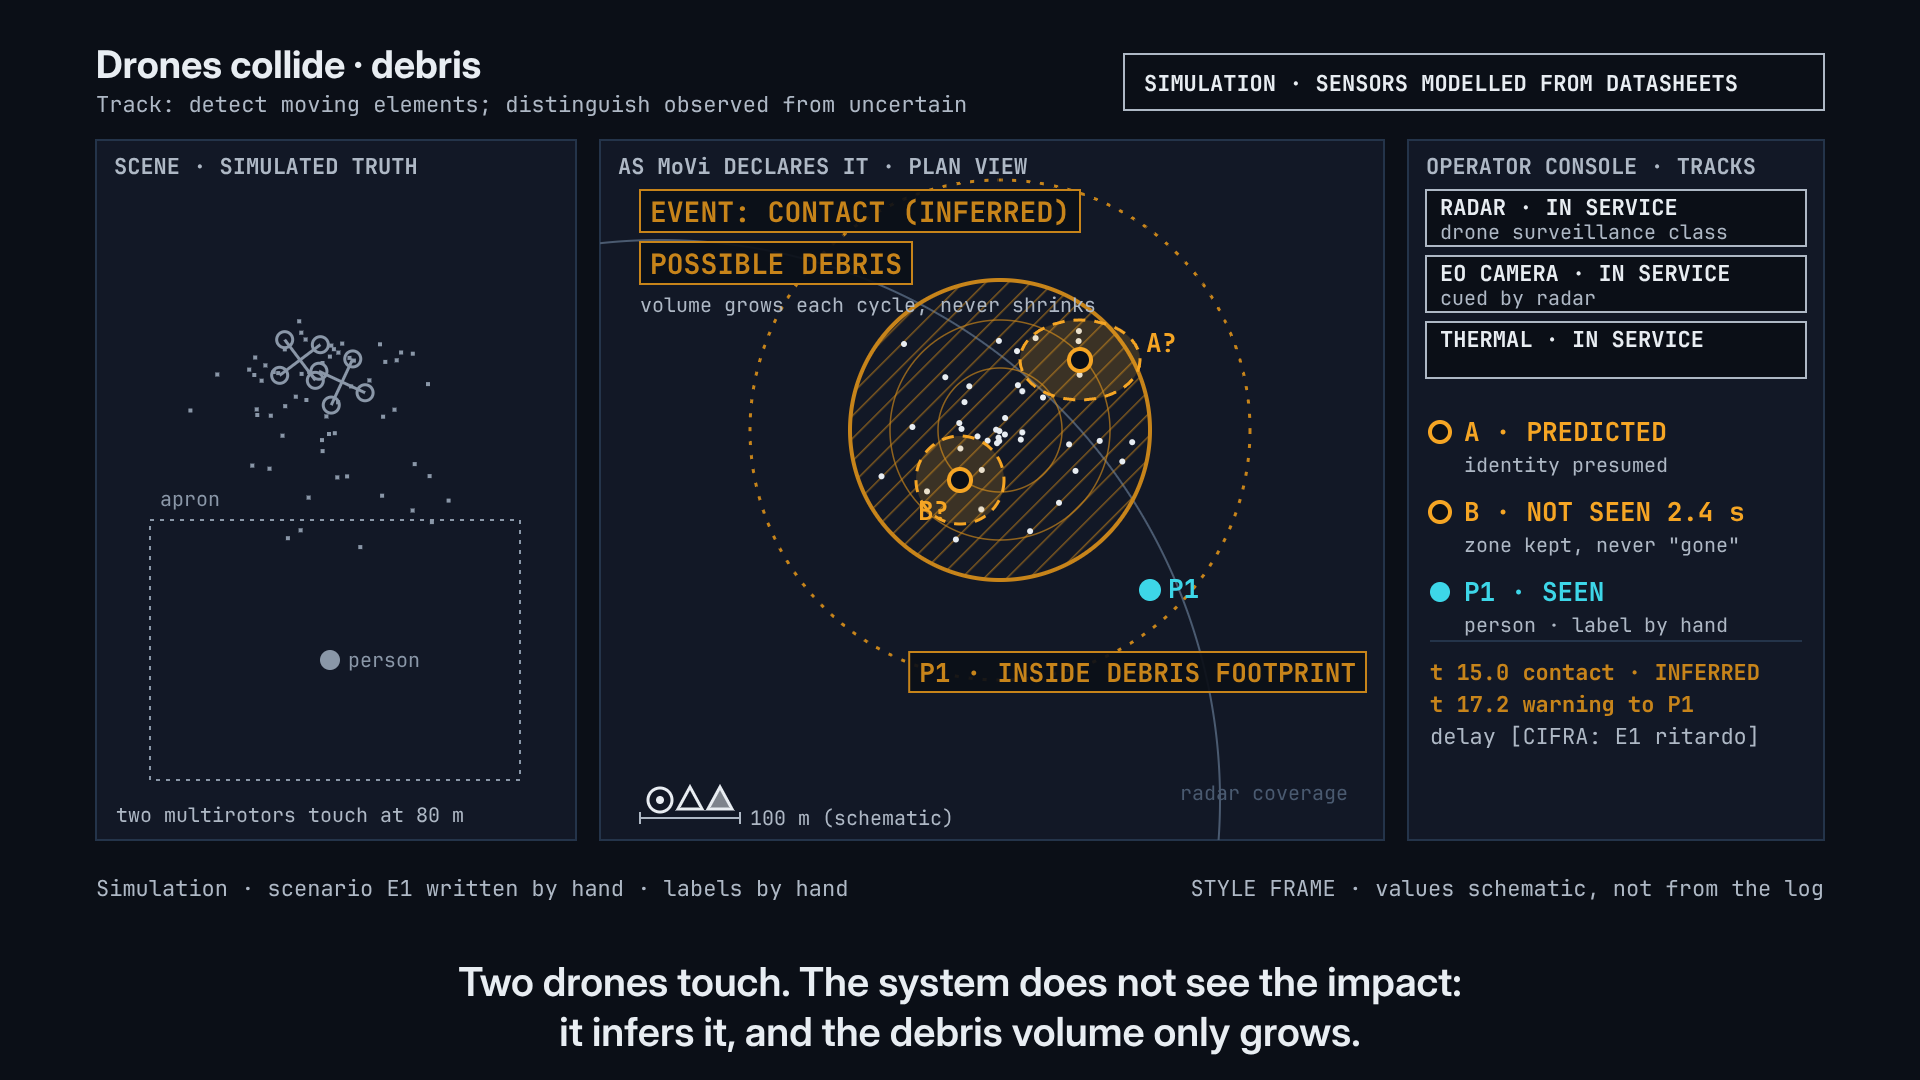 Drones collide · debris
Track: detect moving elements; distinguish observed from uncertain
SIMULATION · SENSORS MODELLED FROM DATASHEETS
SCENE · SIMULATED TRUTH
apron
person
two multirotors touch at 80 m
AS MoVi DECLARES IT · PLAN VIEW
EVENT: CONTACT (INFERRED)
POSSIBLE DEBRIS
volume grows each cycle, never shrinks
A?
B?
P1
P1 · INSIDE DEBRIS FOOTPRINT
radar coverage
100 m (schematic)
OPERATOR CONSOLE · TRACKS
RADAR · IN SERVICE
drone surveillance class
EO CAMERA · IN SERVICE
cued by radar
THERMAL · IN SERVICE
A · PREDICTED
identity presumed
B · NOT SEEN 2.4 s
zone kept, never "gone"
P1 · SEEN
person · label by hand
t 15.0 contact · INFERRED
t 17.2 warning to P1
delay [CIFRA: E1 ritardo]
Simulation · scenario E1 written by hand · labels by hand
STYLE FRAME · values schematic, not from the log
Two drones touch. The system does not see the impact:
it infers it, and the debris volume only grows.